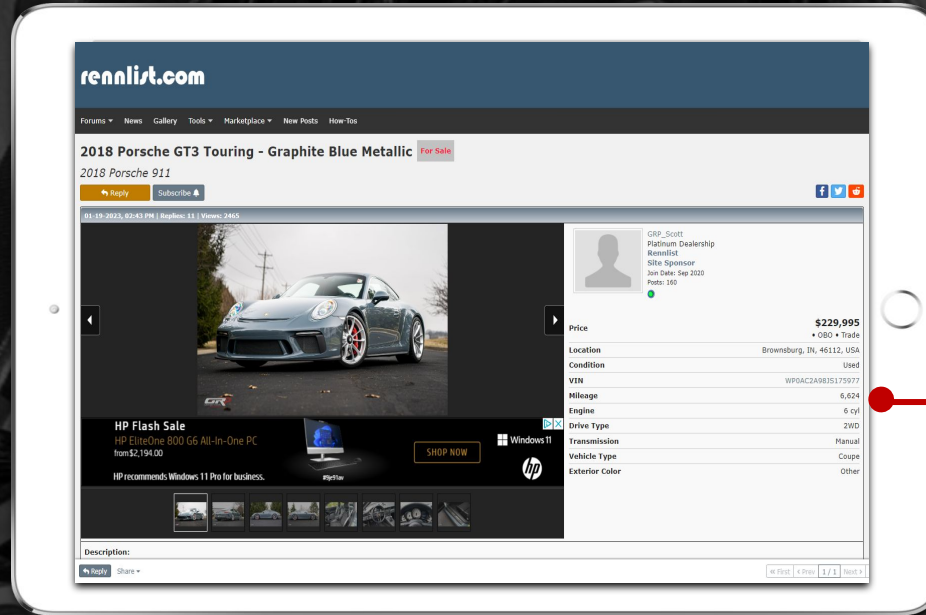 rennlist.com
Forums News Gallery Tools Marketplace New Posts How-Tos
2018 Porsche GT3 Touring - Graphite Blue Metallic For Sale
2018 Porsche 911
Reply Subscribe
01-19-2023, 02:43 PM | Replies: 11 | Views: 2465
GRP_Scott
Platinum Dealership
Rennlist
Site Sponsor
Join Date: Sep 2020
Posts: 160
Price $229,995
• OBO • Trade
Location Brownsburg, IN, 46112, USA
Condition Used
VIN WP0AC2A98JS175977
Mileage 6,624
Engine 6 cyl
Drive Type 2WD
Transmission Manual
Vehicle Type Coupe
Exterior Color Other
HP Flash Sale
HP EliteOne 800 G6 All-In-One PC
from $2,194.00
HP recommends Windows 11 Pro for business.
SHOP NOW
Windows 11
hp
Description:
Reply Share
« First ‹ Prev 1 / 1 Next ›